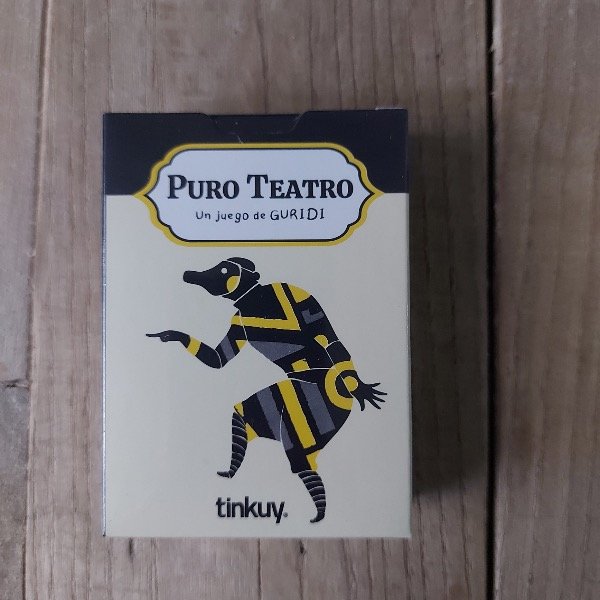 PURO TEATRO
Un juego de GURIDI
tinkuy®